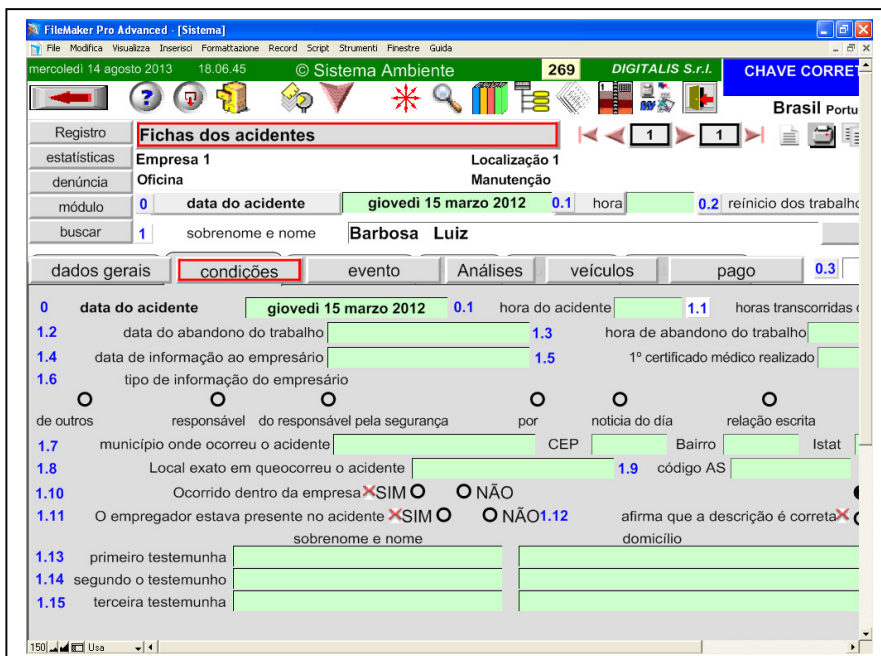 FileMaker Pro Advanced - [Sistema]
File Modifica Visualizza Inserisci Formattazione Record Script Strumenti Finestre Guida
mercoledì 14 agosto 2013 18.06.45 © Sistema Ambiente 269 DIGITALIS S.r.l. CHAVE CORRET
Brasil Portu
Registro Fichas dos acidentes 1 1
estatísticas Empresa 1 Localização 1
denúncia Oficina Manutenção
módulo 0 data do acidente giovedì 15 marzo 2012 0.1 hora 0.2 reínicio dos trabalho
buscar 1 sobrenome e nome Barbosa Luiz
dados gerais condições evento Análises veículos pago 0.3
0 data do acidente giovedì 15 marzo 2012 0.1 hora do acidente 1.1 horas transcorridas
1.2 data do abandono do trabalho 1.3 hora de abandono do trabalho
1.4 data de informação ao empresário 1.5 1º certificado médico realizado
1.6 tipo de informação do empresário
de outros responsável do responsável pela segurança por noticia do día relação escrita
1.7 município onde ocorreu o acidente CEP Bairro Istat
1.8 Local exato em queocorreu o acidente 1.9 código AS
1.10 Ocorrido dentro da empresa SIM NÃO
1.11 O empregador estava presente no acidente SIM NÃO 1.12 afirma que a descrição é correta
sobrenome e nome domicílio
1.13 primeiro testemunha
1.14 segundo o testemunho
1.15 terceira testemunha
150 Usa